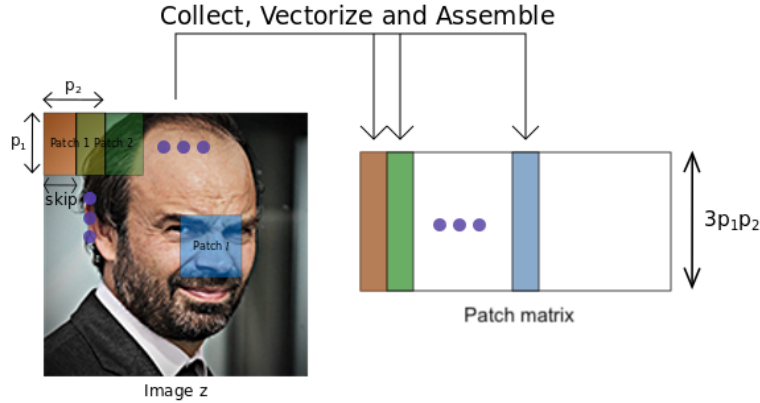 Collect, Vectorize and Assemble
p₂
p₁
Patch 1 Patch 2
skip
Patch l
3p₁p₂
Patch matrix
Image z